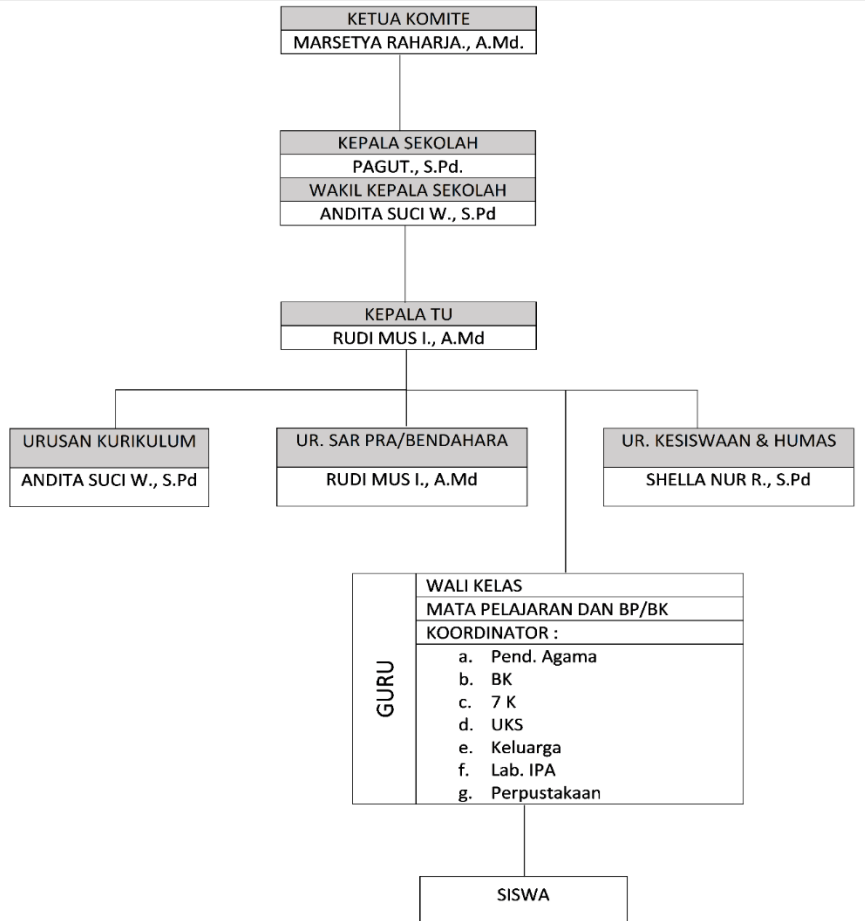 KETUA KOMITE
MARSETYA RAHARJA., A.Md.
KEPALA SEKOLAH
PAGUT., S.Pd.
WAKIL KEPALA SEKOLAH
ANDITA SUCI W., S.Pd
KEPALA TU
RUDI MUS I., A.Md
URUSAN KURIKULUM
ANDITA SUCI W., S.Pd
UR. SAR PRA/BENDAHARA
RUDI MUS I., A.Md
UR. KESISWAAN & HUMAS
SHELLA NUR R., S.Pd
GURU
WALI KELAS
MATA PELAJARAN DAN BP/BK
KOORDINATOR :
a. Pend. Agama
b. BK
c. 7 K
d. UKS
e. Keluarga
f. Lab. IPA
g. Perpustakaan
SISWA